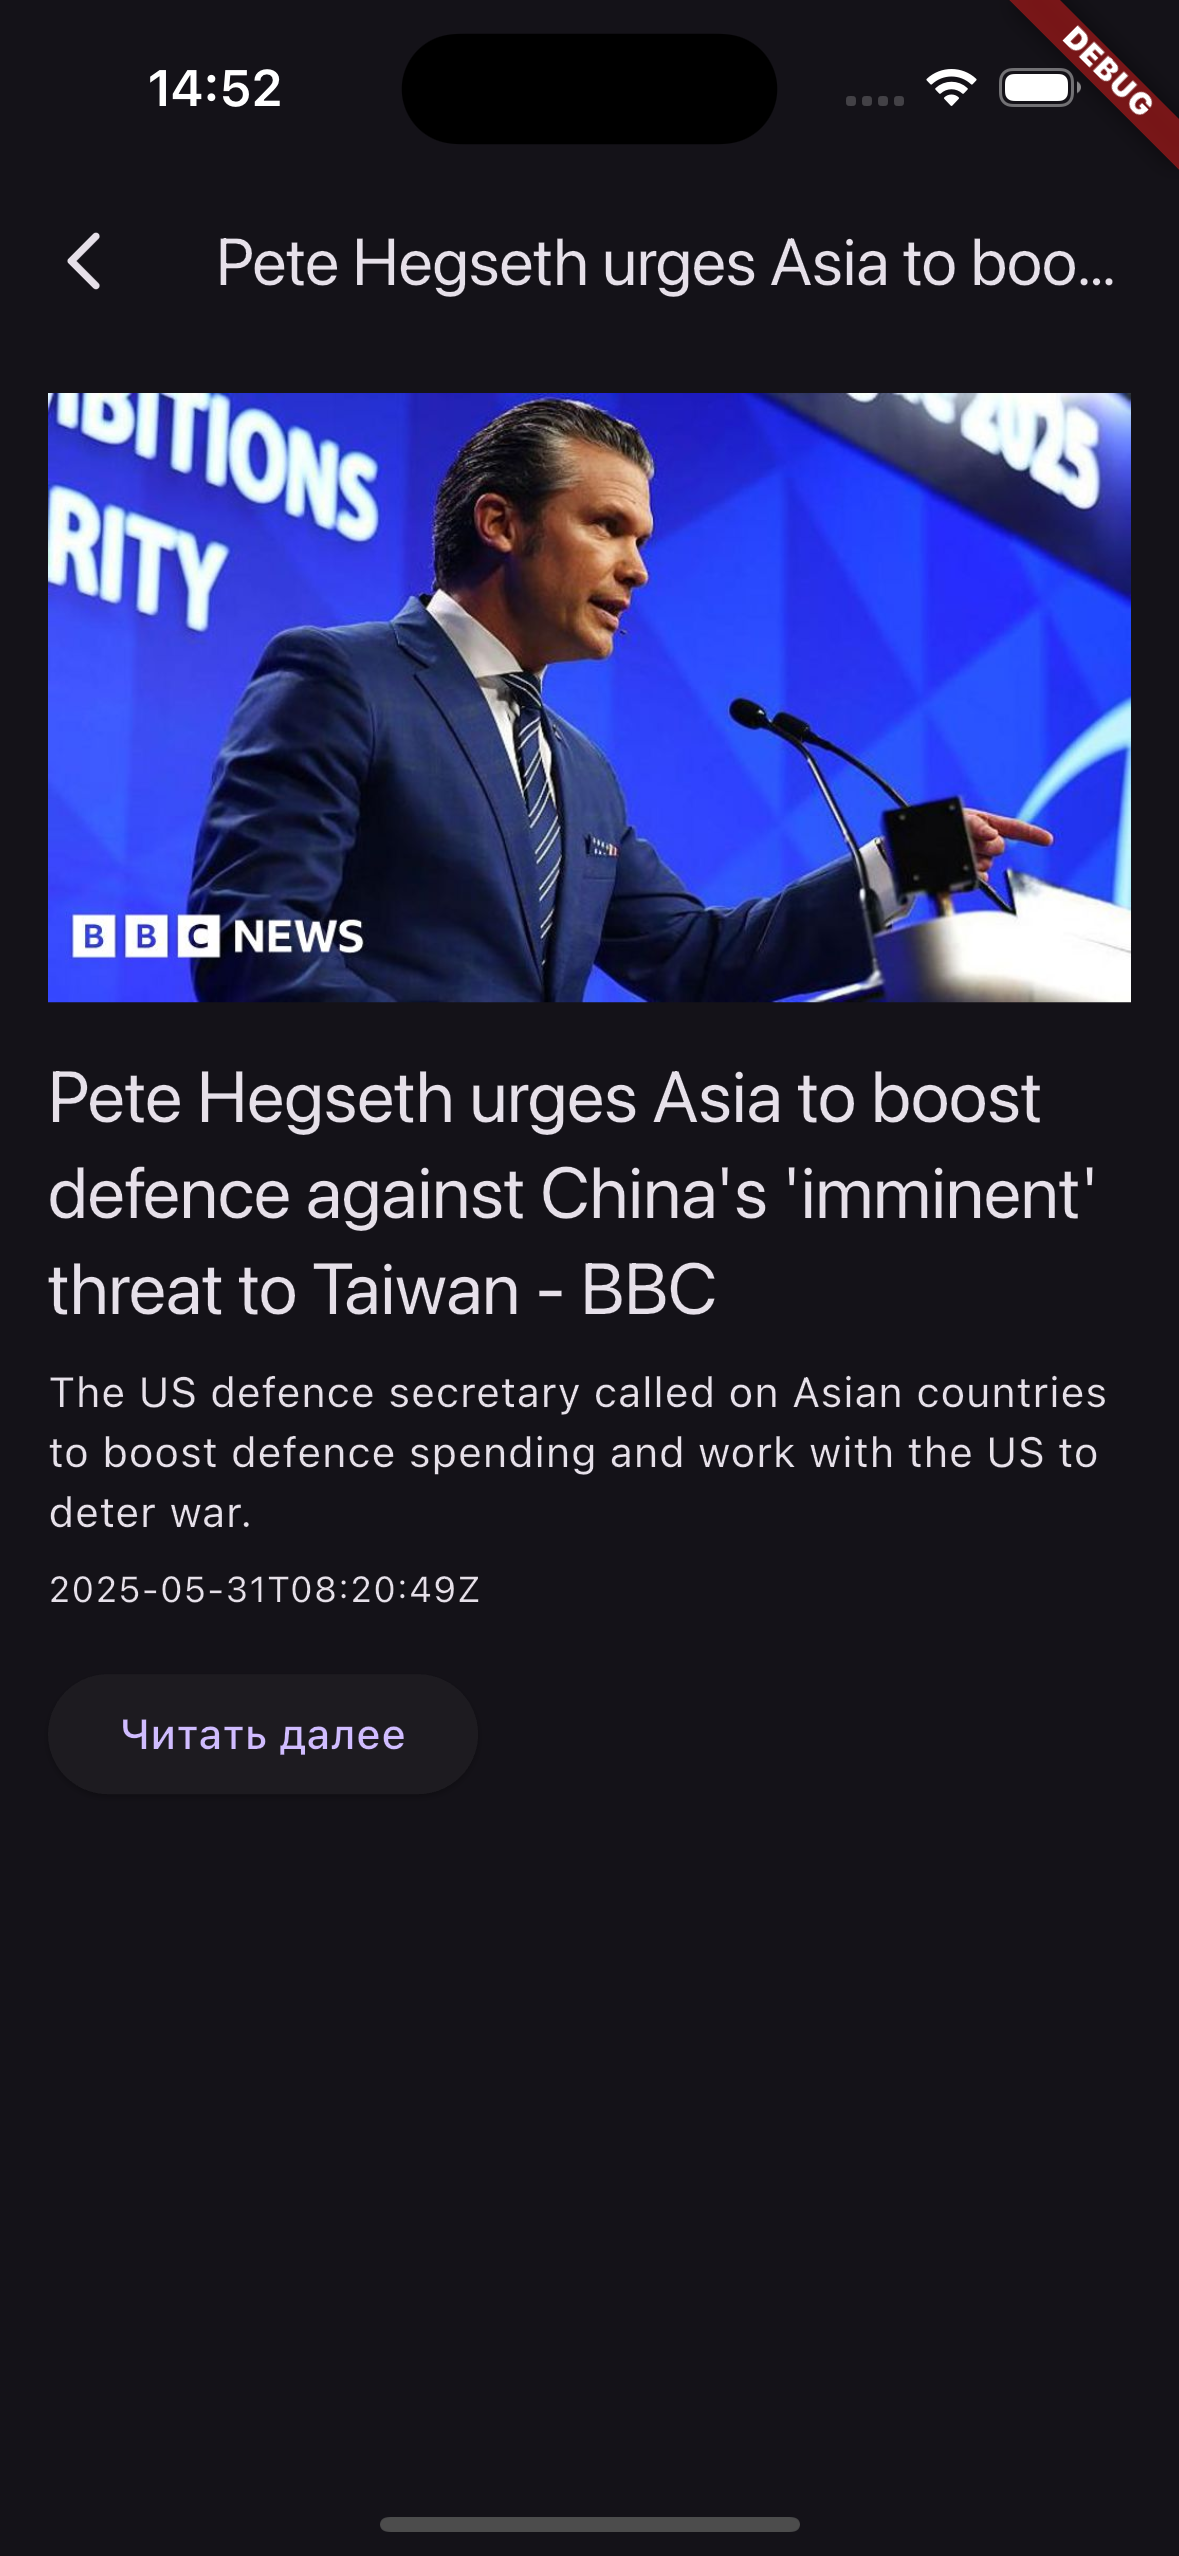 14:52
DEBUG
Pete Hegseth urges Asia to boo...
BITIONS
RITY
2025
BBC NEWS
Pete Hegseth urges Asia to boost
defence against China's 'imminent'
threat to Taiwan - BBC
The US defence secretary called on Asian countries
to boost defence spending and work with the US to
deter war.
2025-05-31T08:20:49Z
Читать далее